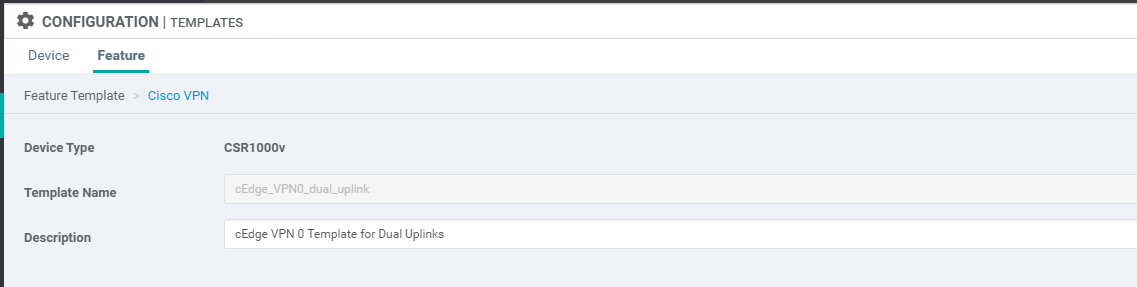 CONFIGURATION | TEMPLATES
Device Feature
Feature Template > Cisco VPN
Device Type CSR1000v
Template Name cEdge_VPN0_dual_uplink
Description cEdge VPN 0 Template for Dual Uplinks